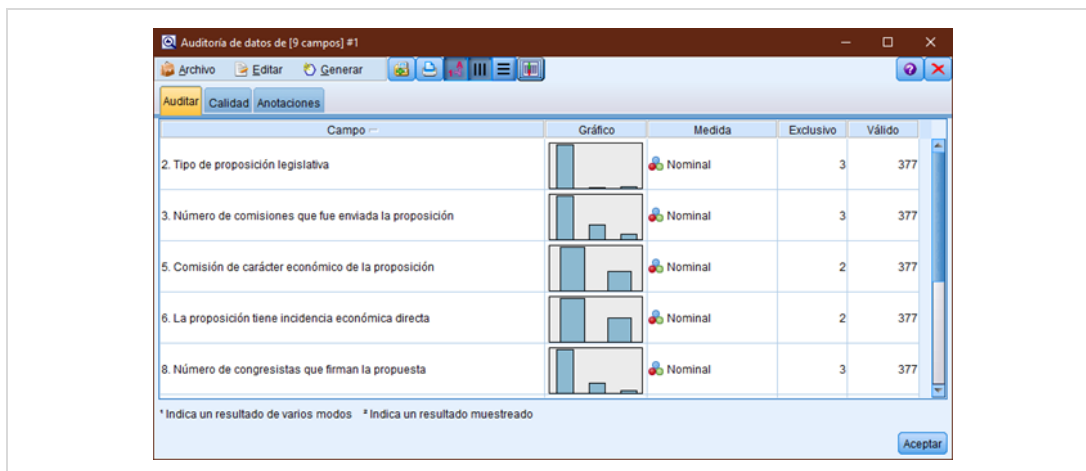 Auditoría de datos de [9 campos] #1
Archivo Editar Generar
Auditar Calidad Anotaciones
Campo Gráfico Medida Exclusivo Válido
2. Tipo de proposición legislativa Nominal 3 377
3. Número de comisiones que fue enviada la proposición Nominal 3 377
5. Comisión de carácter económico de la proposición Nominal 2 377
6. La proposición tiene incidencia económica directa Nominal 2 377
8. Número de congresistas que firman la propuesta Nominal 3 377
¹ Indica un resultado de varios modos ² Indica un resultado muestreado
Aceptar